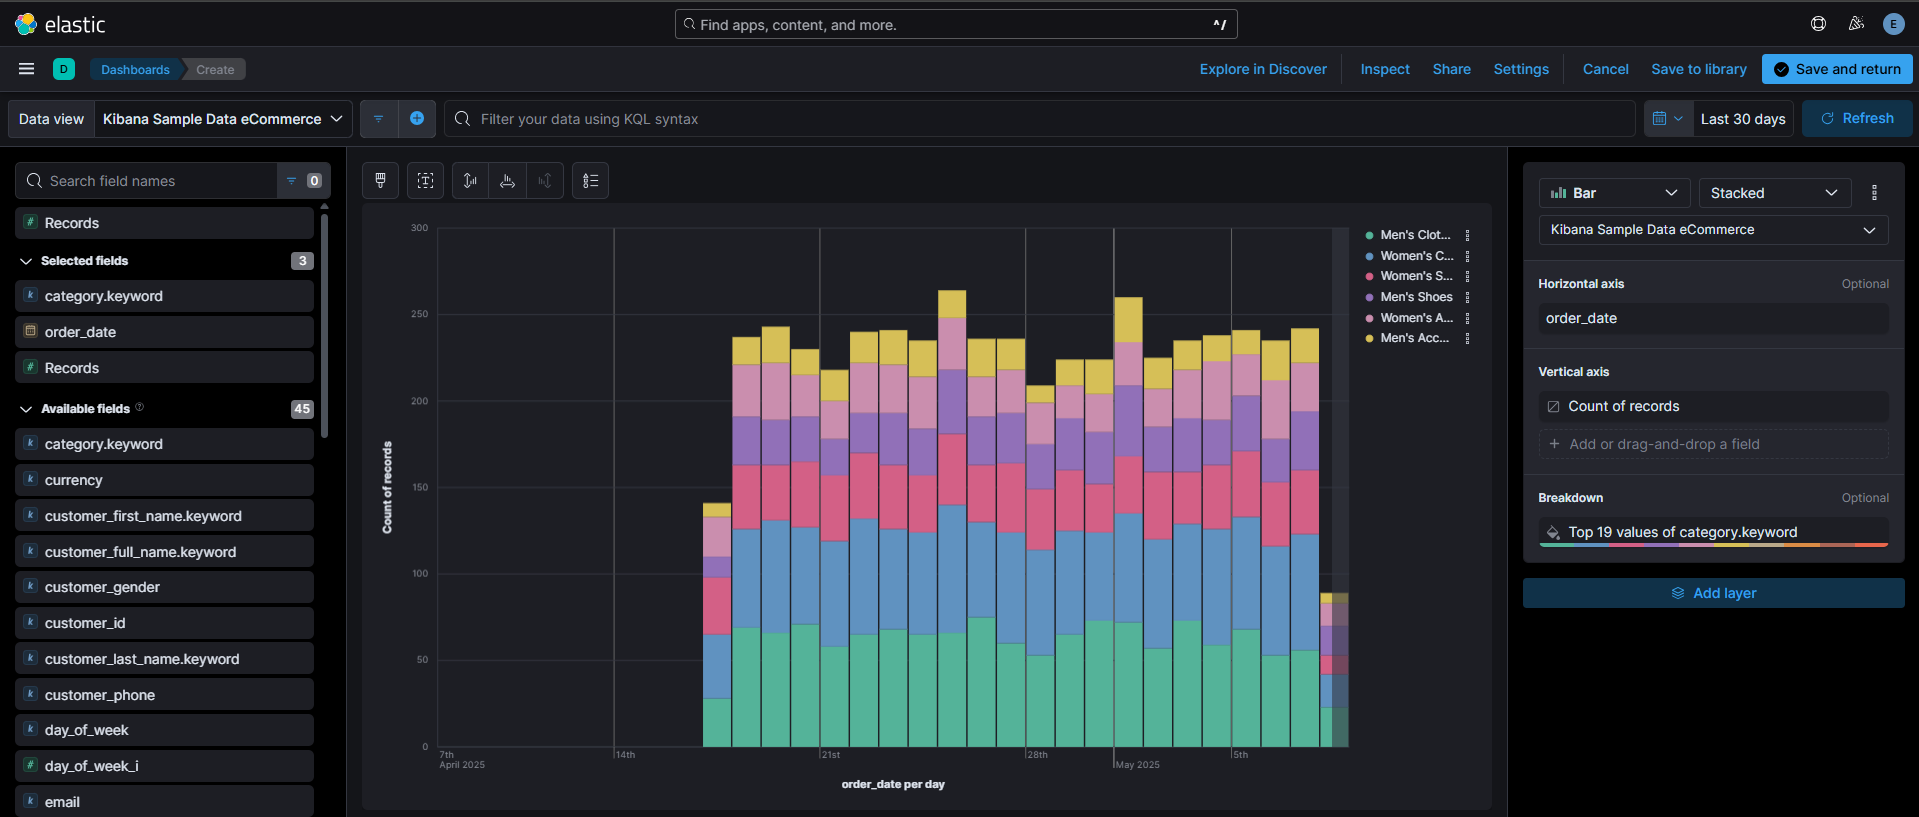 elastic
Find apps, content, and more.
^/
E
D
Dashboards
Create
Explore in Discover
Inspect
Share
Settings
Cancel
Save to library
Save and return
Data view
Kibana Sample Data eCommerce
Filter your data using KQL syntax
Last 30 days
Refresh
Search field names
0
# Records
Selected fields
3
k category.keyword
order_date
# Records
Available fields
45
k category.keyword
k currency
k customer_first_name.keyword
k customer_full_name.keyword
k customer_gender
k customer_id
k customer_last_name.keyword
k customer_phone
k day_of_week
# day_of_week_i
k email
300
250
200
150
100
50
0
Count of records
7th
April 2025
14th
21st
28th
May 2025
5th
order_date per day
Men's Clot...
Women's C...
Women's S...
Men's Shoes
Women's A...
Men's Acc...
Bar
Stacked
Kibana Sample Data eCommerce
Horizontal axis
Optional
order_date
Vertical axis
Count of records
Add or drag-and-drop a field
Breakdown
Optional
Top 19 values of category.keyword
Add layer